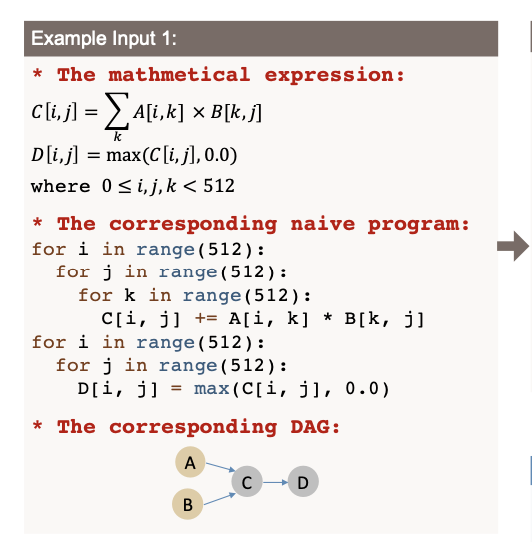 Example Input 1:
* The mathmetical expression:
C[i,j] = ∑ A[i,k] × B[k,j]
k
D[i,j] = max(C[i,j], 0.0)
where 0 ≤ i,j,k < 512
* The corresponding naive program:
for i in range(512):
for j in range(512):
for k in range(512):
C[i, j] += A[i, k] * B[k, j]
for i in range(512):
for j in range(512):
D[i, j] = max(C[i, j], 0.0)
* The corresponding DAG:
A
C D
B